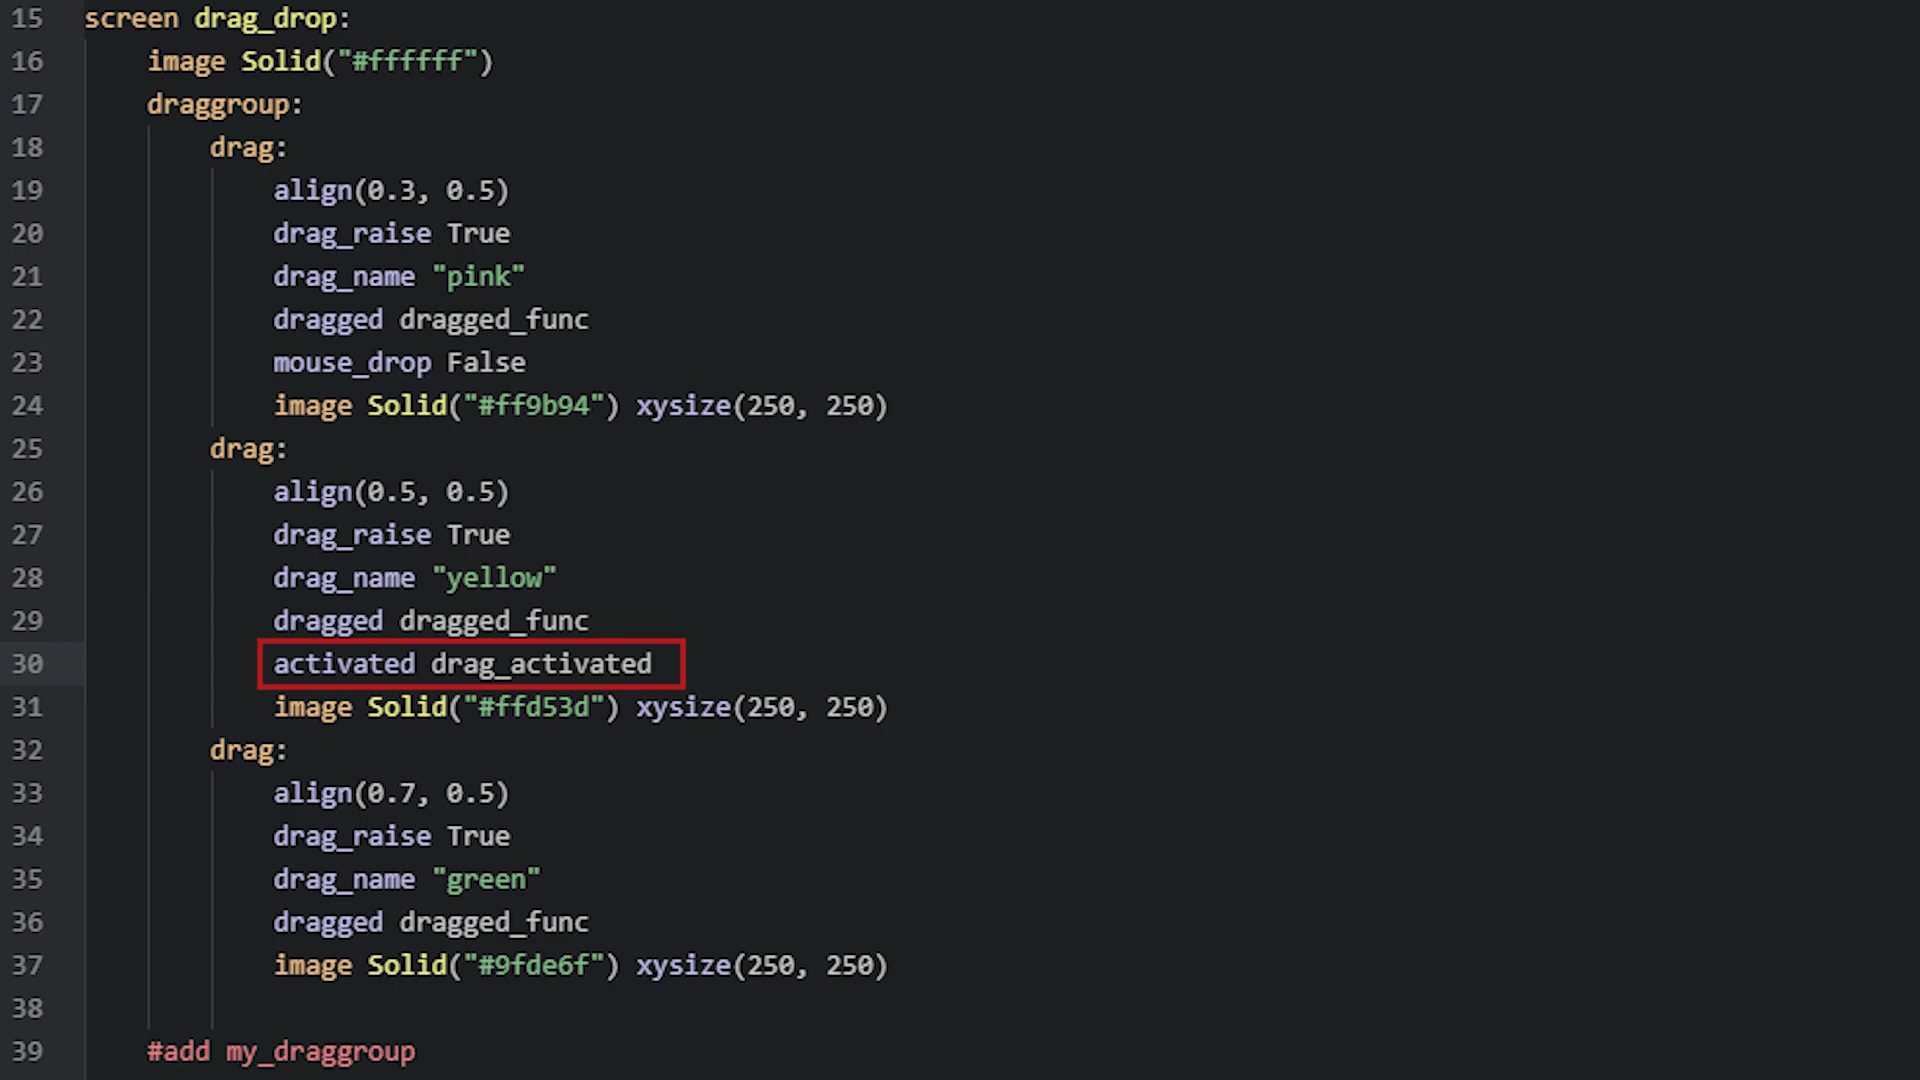 15 screen drag_drop:
16 image Solid("#ffffff")
17 draggroup:
18 drag:
19 align(0.3, 0.5)
20 drag_raise True
21 drag_name "pink"
22 dragged dragged_func
23 mouse_drop False
24 image Solid("#ff9b94") xysize(250, 250)
25 drag:
26 align(0.5, 0.5)
27 drag_raise True
28 drag_name "yellow"
29 dragged dragged_func
30 activated drag_activated
31 image Solid("#ffd53d") xysize(250, 250)
32 drag:
33 align(0.7, 0.5)
34 drag_raise True
35 drag_name "green"
36 dragged dragged_func
37 image Solid("#9fde6f") xysize(250, 250)
38
39 #add my_draggroup